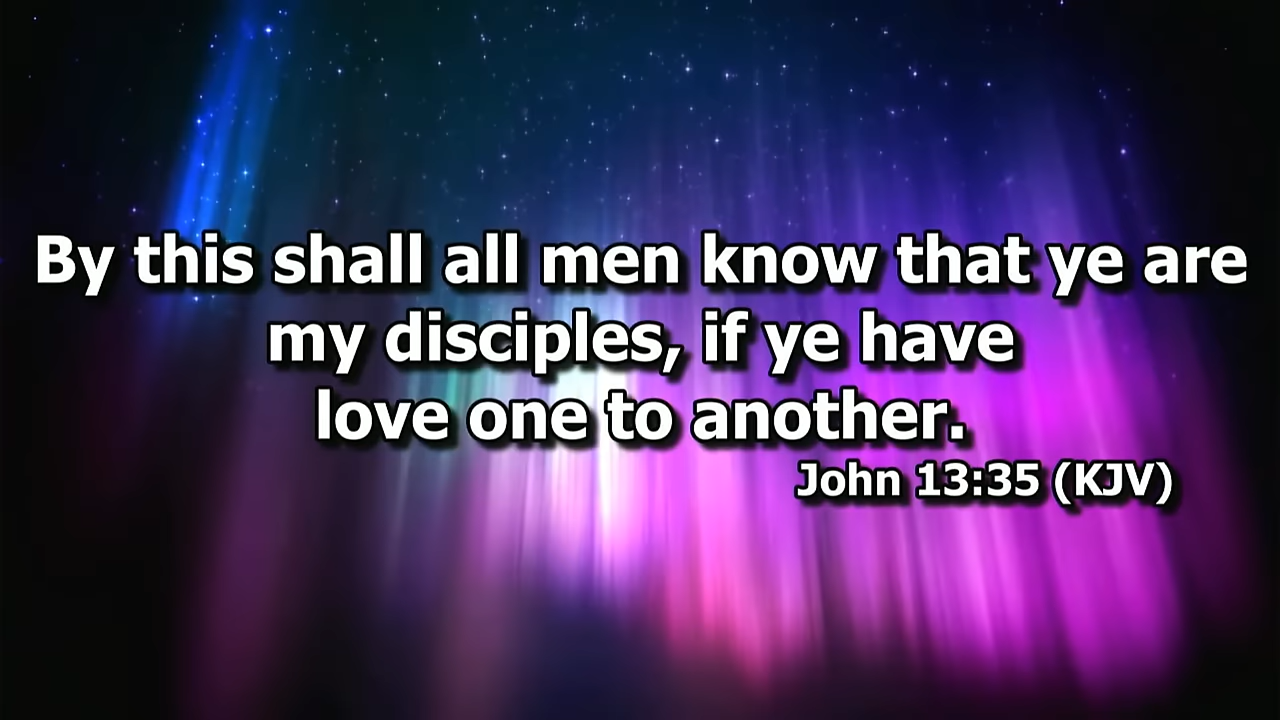 By this shall all men know that ye are
my disciples, if ye have
love one to another.
John 13:35 (KJV)